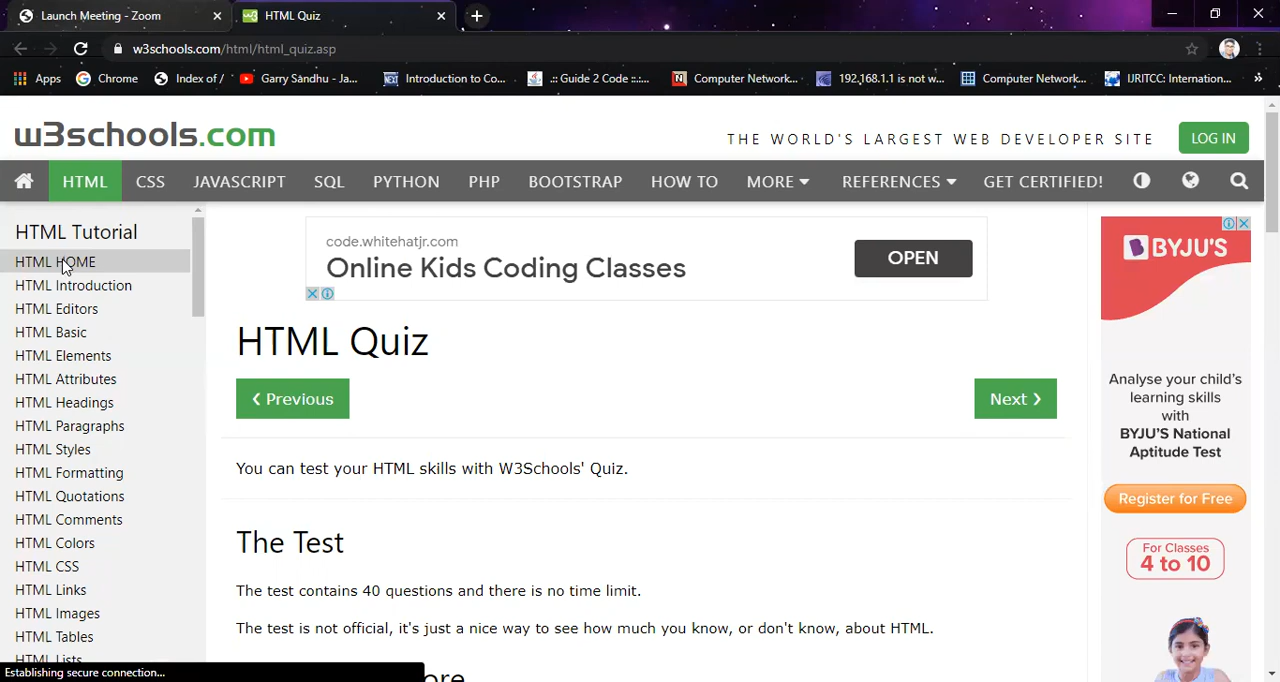 Launch Meeting - Zoom
HTML Quiz
w3schools.com/html/html_quiz.asp
Apps
Chrome
Index of /
Garry Sandhu - Ja...
Introduction to Co...
.:: Guide 2 Code ::...
Computer Network...
192.168.1.1 is not w...
Computer Network...
IJRITCC: Internation...
w3schools.com
THE WORLD'S LARGEST WEB DEVELOPER SITE
LOG IN
HTML
CSS
JAVASCRIPT
SQL
PYTHON
PHP
BOOTSTRAP
HOW TO
MORE
REFERENCES
GET CERTIFIED!
HTML Tutorial
HTML HOME
HTML Introduction
HTML Editors
HTML Basic
HTML Elements
HTML Attributes
HTML Headings
HTML Paragraphs
HTML Styles
HTML Formatting
HTML Quotations
HTML Comments
HTML Colors
HTML CSS
HTML Links
HTML Images
HTML Tables
HTML Lists
code.whitehatjr.com
Online Kids Coding Classes
OPEN
HTML Quiz
❮ Previous
Next ❯
You can test your HTML skills with W3Schools' Quiz.
The Test
The test contains 40 questions and there is no time limit.
The test is not official, it's just a nice way to see how much you know, or don't know, about HTML.
BYJU'S
Analyse your child's
learning skills
with
BYJU'S National
Aptitude Test
Register for Free
For Classes
4 to 10
Establishing secure connection...